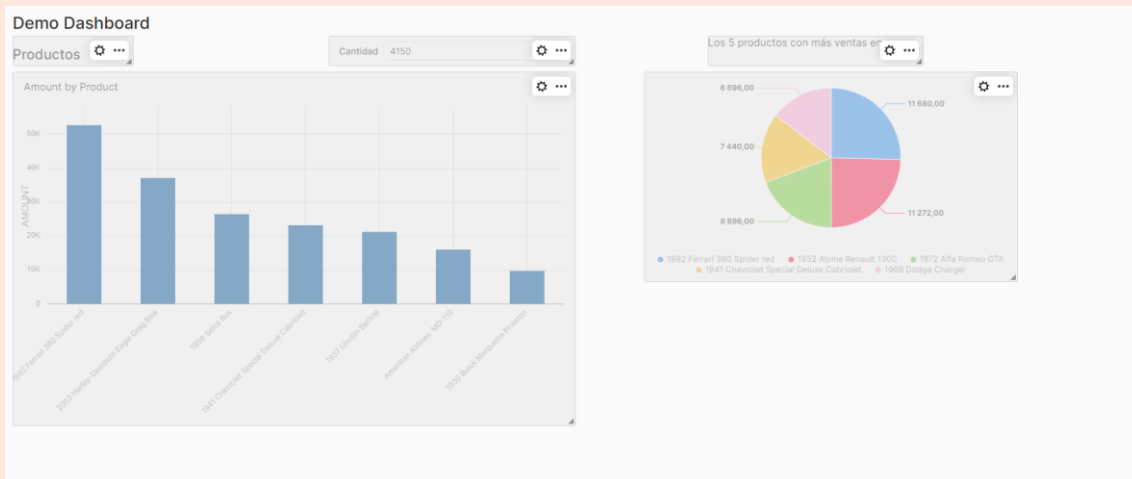 Demo Dashboard
Productos
Cantidad 4150
Los 5 productos con más ventas en
Amount by Product
AMOUNT
50K
40K
30K
20K
10K
0
1992 Ferrari 360 Spider red
2003 Harley-Davidson Eagle Drag Bike
1958 Setra Bus
1941 Chevrolet Special Deluxe Cabriolet
1937 Lincoln Berline
American Airlines: MD-11S
1930 Buick Marquette Phaeton
6 696,00
11 680,00
7 440,00
8 896,00
11 272,00
1992 Ferrari 360 Spider red
1952 Alpine Renault 1300
1972 Alfa Romeo GTA
1941 Chevrolet Special Deluxe Cabriolet
1968 Dodge Charger